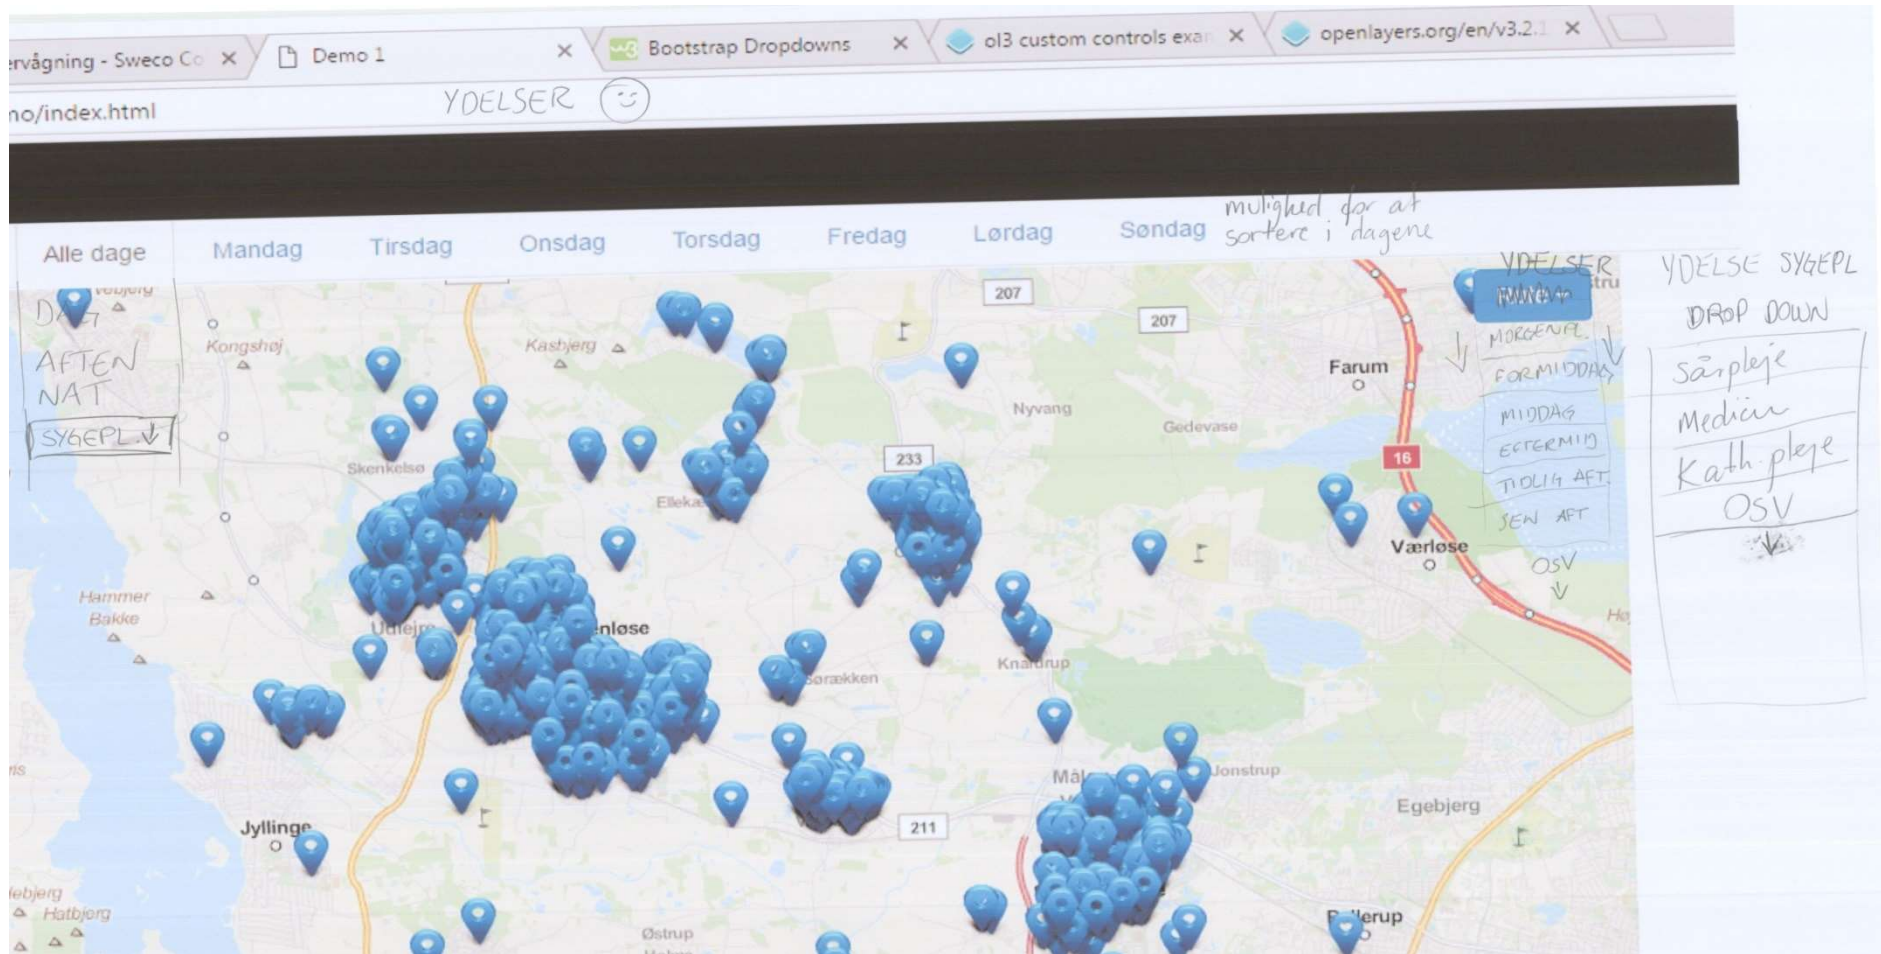 ervågning - Sweco Co
Demo 1
Bootstrap Dropdowns
ol3 custom controls exar
openlayers.org/en/v3.2.1
no/index.html
YDELSER
mulighed for at
sortere i dagene
Alle dage
Mandag
Tirsdag
Onsdag
Torsdag
Fredag
Lørdag
Søndag
DAG
AFTEN
NAT
SYGEPL.
YDELSER
MORGENPL.
FORMIDDAG
MIDDAG
EFTERMID
TIDLIG AFT.
SEN AFT
OSV
YDELSE SYGEPL
DROP DOWN
Sårpleje
Medicin
Kath. pleje
OSV
207
207
Kongshøj
Kasbjerg
Farum
Nyvang
Gedevase
233
16
Skenkelsø
Værløse
Hammer
Bakke
enløse
Knardrup
Sørækken
Jonstrup
Egebjerg
Jyllinge
211
Hatbjerg
Østrup